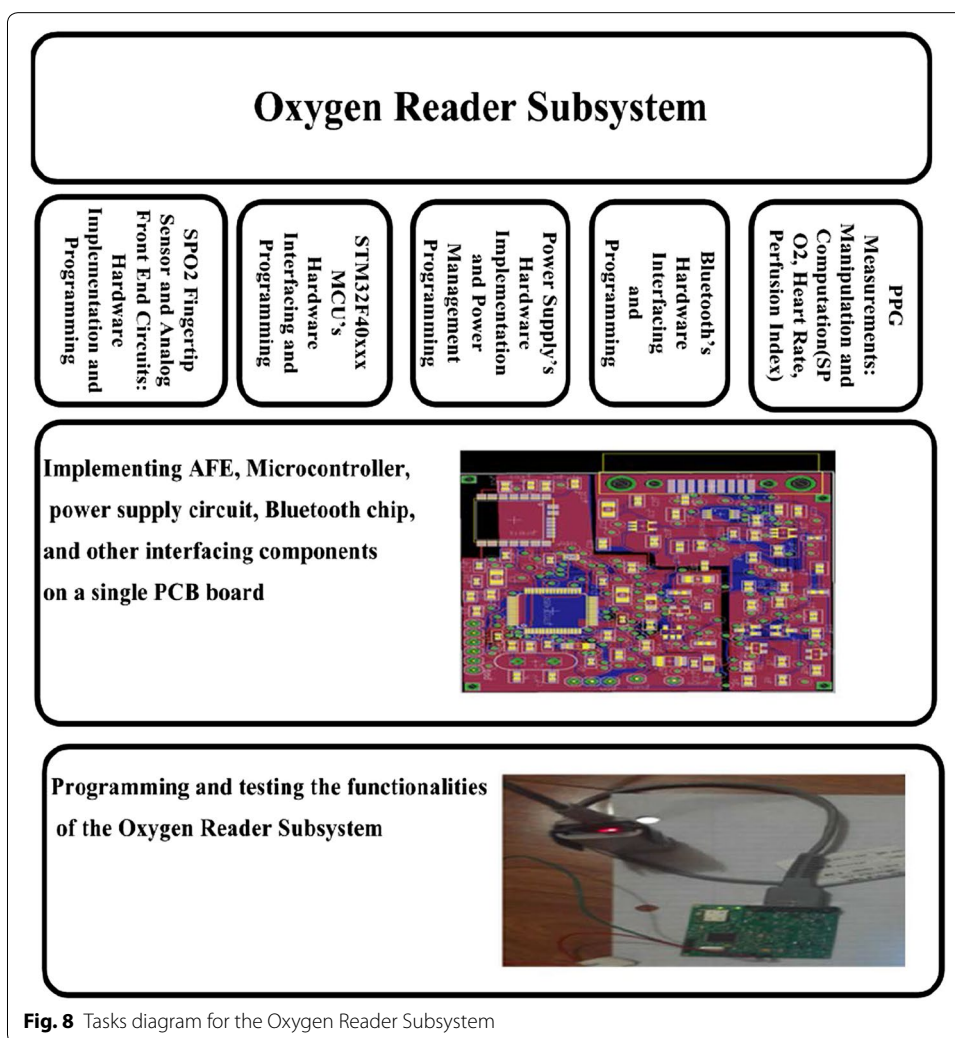 Oxygen Reader Subsystem
SPO2 Fingertip
Sensor and Analog
Front End Circuits:
Hardware
Implementation and
Programming
STM32F40xxx
MCU's
Hardware
Interfacing and
Programming
Power Supply's
Hardware
Implementation
and Power
Management
Programming
Bluetooth's
Hardware
Interfacing
and
Programming
PPG
Measurements:
Manipulation and
Computation(SP
O2, Heart Rate,
Perfusion Index)
Implementing AFE, Microcontroller,
power supply circuit, Bluetooth chip,
and other interfacing components
on a single PCB board
Programming and testing the functionalities
of the Oxygen Reader Subsystem
Fig. 8 Tasks diagram for the Oxygen Reader Subsystem